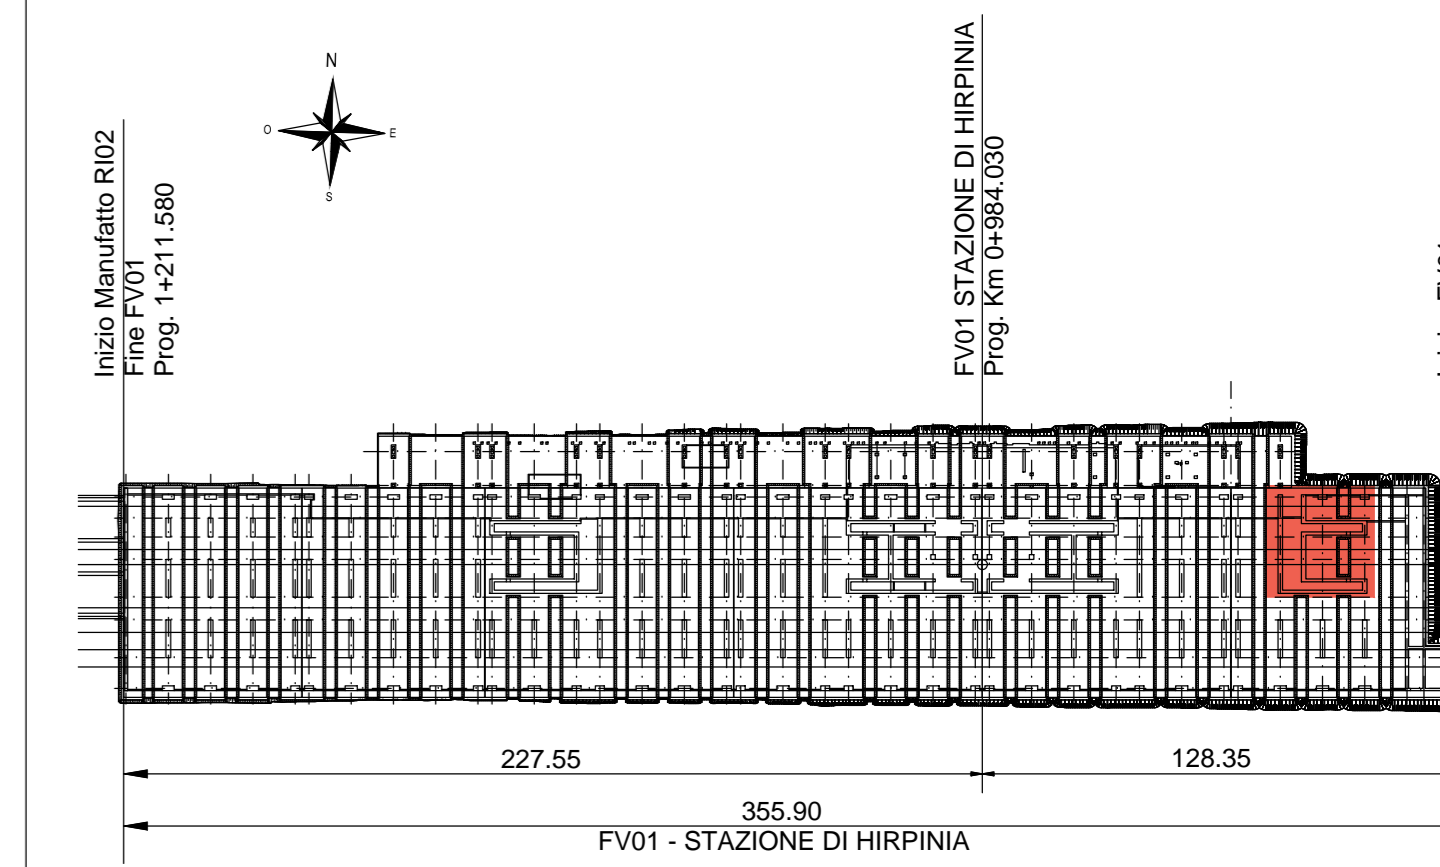 N
O
E
S
Inizio Manufatto RI02
Fine FV01
Prog. 1+211.580
FV01 STAZIONE DI HIRPINIA
Prog. Km 0+984.030
227.55
128.35
355.90
FV01 - STAZIONE DI HIRPINIA